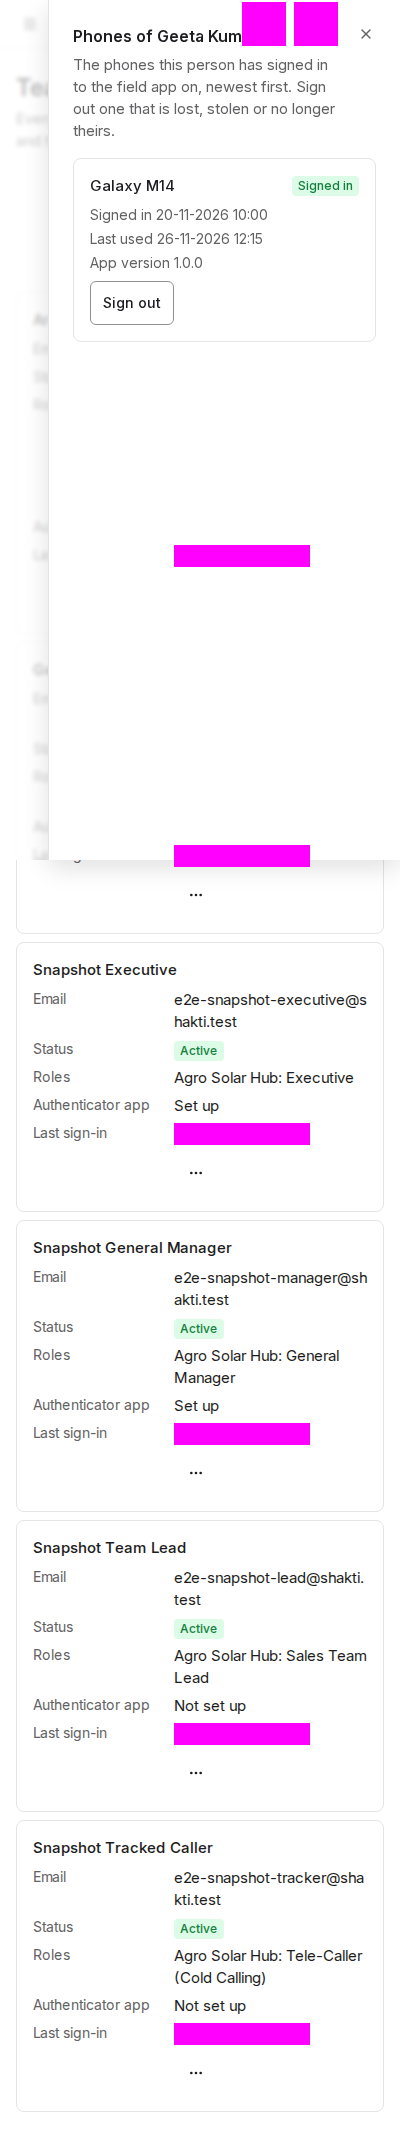 Phones of Geeta Kum
The phones this person has signed in
to the field app on, newest first. Sign
out one that is lost, stolen or no longer
theirs.
Galaxy M14
Signed in
Signed in 20-11-2026 10:00
Last used 26-11-2026 12:15
App version 1.0.0
Sign out
Snapshot Executive
Email
e2e-snapshot-executive@s
hakti.test
Status
Active
Roles
Agro Solar Hub: Executive
Authenticator app
Set up
Last sign-in
Snapshot General Manager
Email
e2e-snapshot-manager@sh
akti.test
Status
Active
Roles
Agro Solar Hub: General
Manager
Authenticator app
Set up
Last sign-in
Snapshot Team Lead
Email
e2e-snapshot-lead@shakti.
test
Status
Active
Roles
Agro Solar Hub: Sales Team
Lead
Authenticator app
Not set up
Last sign-in
Snapshot Tracked Caller
Email
e2e-snapshot-tracker@sha
kti.test
Status
Active
Roles
Agro Solar Hub: Tele-Caller
(Cold Calling)
Authenticator app
Not set up
Last sign-in